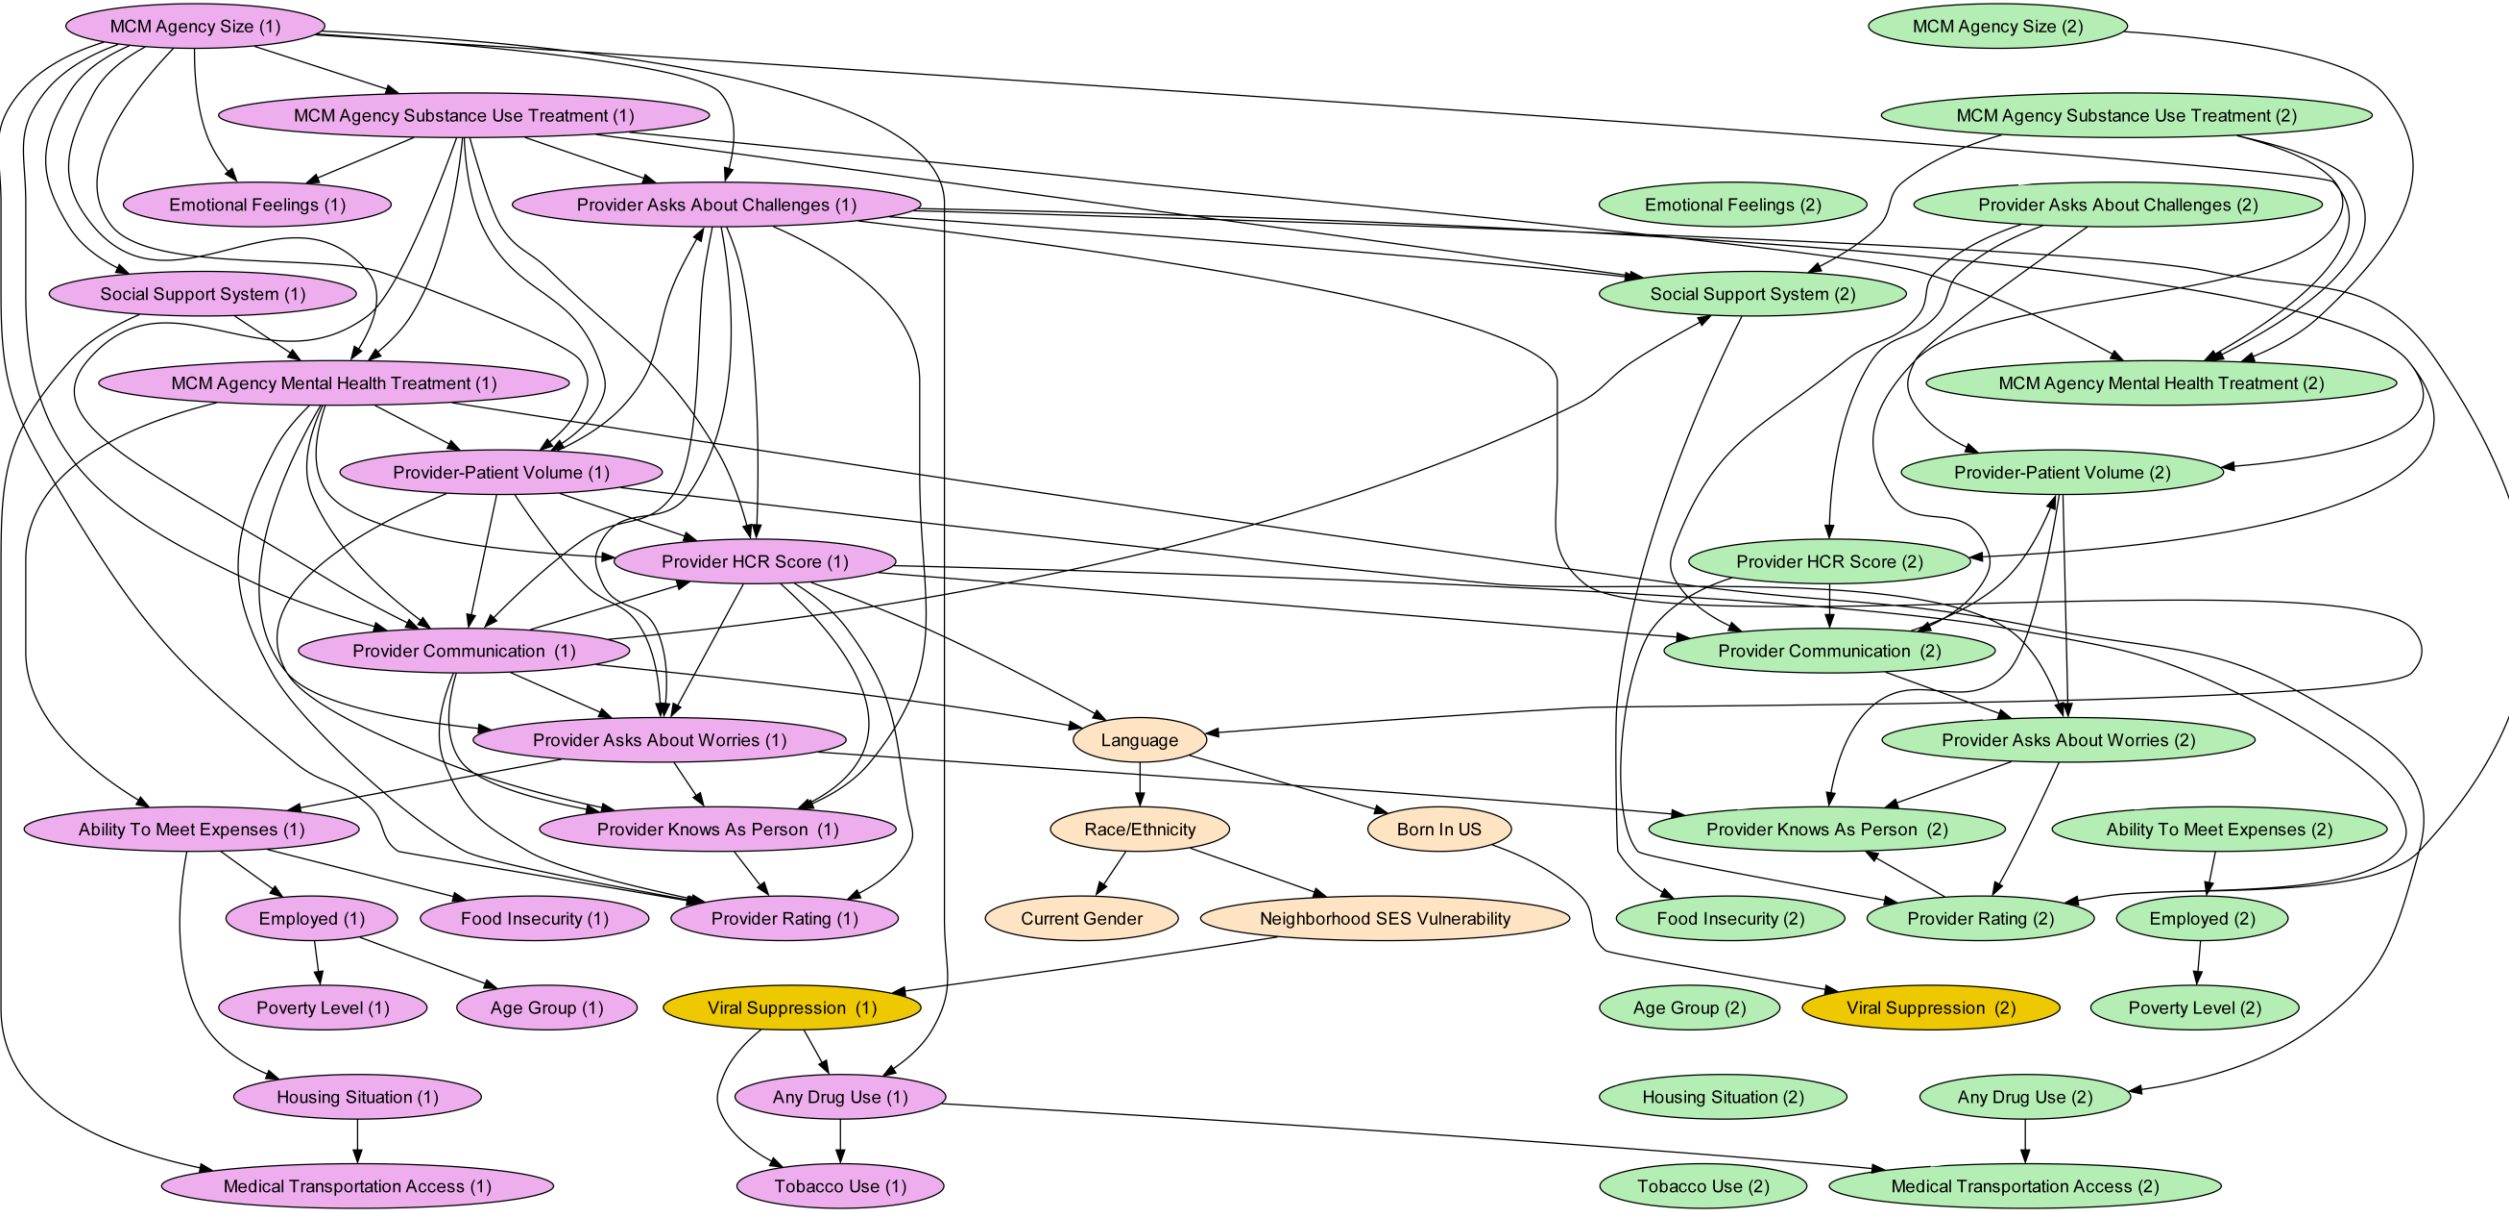 MCM Agency Size (1)
MCM Agency Size (2)
MCM Agency Substance Use Treatment (1)
MCM Agency Substance Use Treatment (2)
Emotional Feelings (1)
Provider Asks About Challenges (1)
Emotional Feelings (2)
Provider Asks About Challenges (2)
Social Support System (1)
Social Support System (2)
MCM Agency Mental Health Treatment (1)
MCM Agency Mental Health Treatment (2)
Provider-Patient Volume (1)
Provider-Patient Volume (2)
Provider HCR Score (1)
Provider HCR Score (2)
Provider Communication (1)
Provider Communication (2)
Provider Asks About Worries (1)
Language
Provider Asks About Worries (2)
Ability To Meet Expenses (1)
Provider Knows As Person (1)
Race/Ethnicity
Born In US
Provider Knows As Person (2)
Ability To Meet Expenses (2)
Employed (1)
Food Insecurity (1)
Provider Rating (1)
Current Gender
Neighborhood SES Vulnerability
Food Insecurity (2)
Provider Rating (2)
Employed (2)
Poverty Level (1)
Age Group (1)
Viral Suppression (1)
Age Group (2)
Viral Suppression (2)
Poverty Level (2)
Housing Situation (1)
Any Drug Use (1)
Housing Situation (2)
Any Drug Use (2)
Medical Transportation Access (1)
Tobacco Use (1)
Tobacco Use (2)
Medical Transportation Access (2)